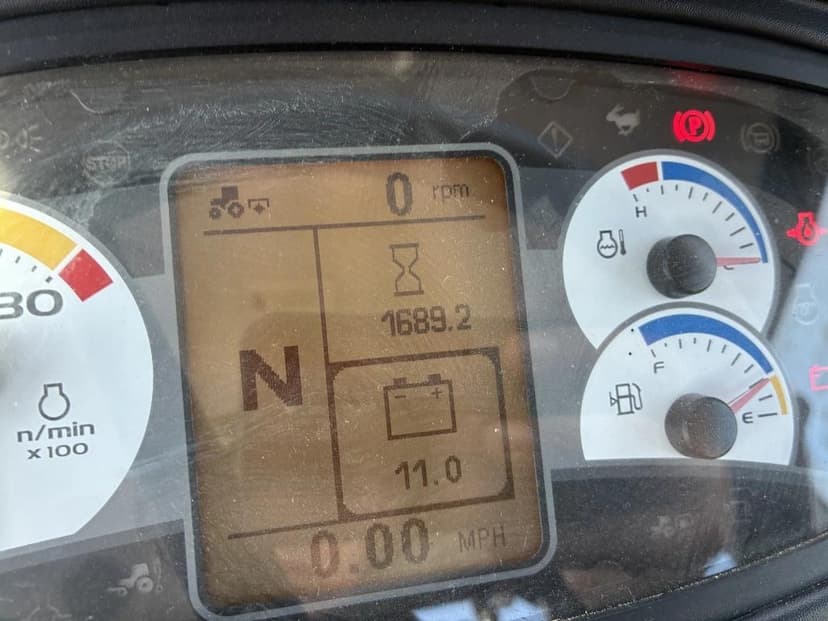 STOP
0 rpm
1689.2
N
- +
11.0
0.00 MPH
30
n/min
x100
P
H
F
E